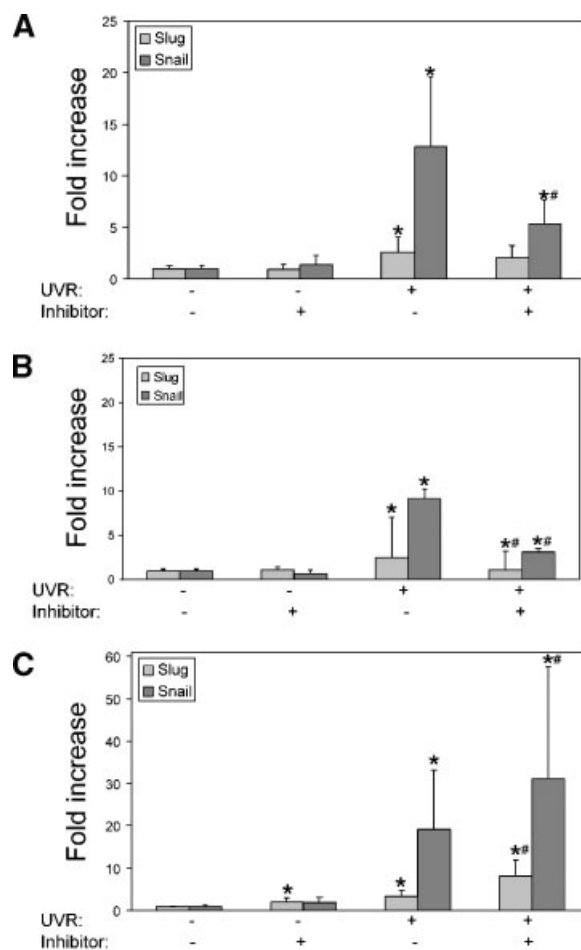 A
Slug
Snail
Fold increase
25
20
15
10
5
0
*
*
*#
UVR: - - + +
Inhibitor: - + - +
B
Slug
Snail
Fold increase
25
20
15
10
5
0
*
*
*#
*#
UVR: - - + +
Inhibitor: - + - +
C
Slug
Snail
Fold increase
60
50
40
30
20
10
0
*
*
*
*#
*#
UVR: - - + +
Inhibitor: - + - +